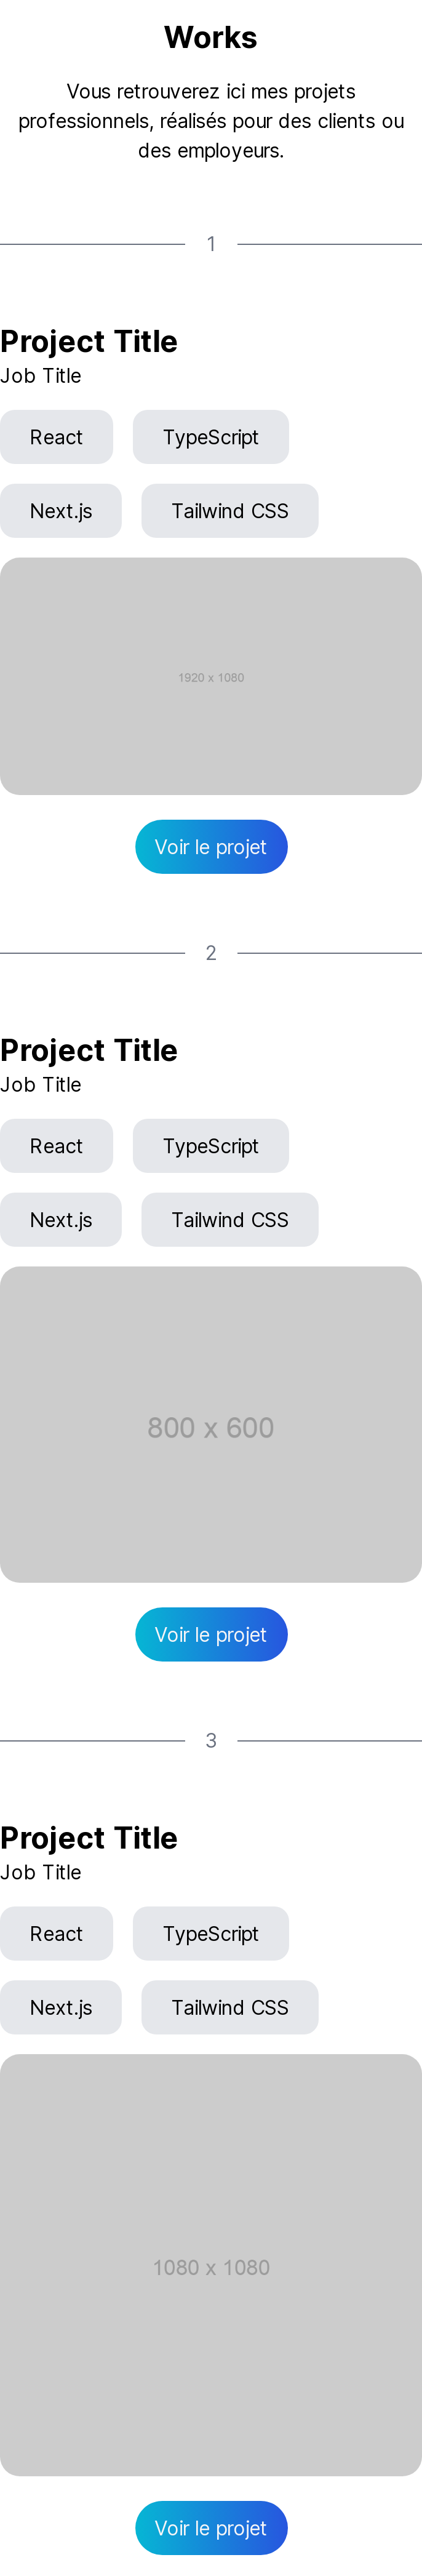 Works
Vous retrouverez ici mes projets
professionnels, réalisés pour des clients ou
des employeurs.
1
Project Title
Job Title
React TypeScript
Next.js Tailwind CSS
1920 x 1080
Voir le projet
2
Project Title
Job Title
React TypeScript
Next.js Tailwind CSS
800 x 600
Voir le projet
3
Project Title
Job Title
React TypeScript
Next.js Tailwind CSS
1080 x 1080
Voir le projet